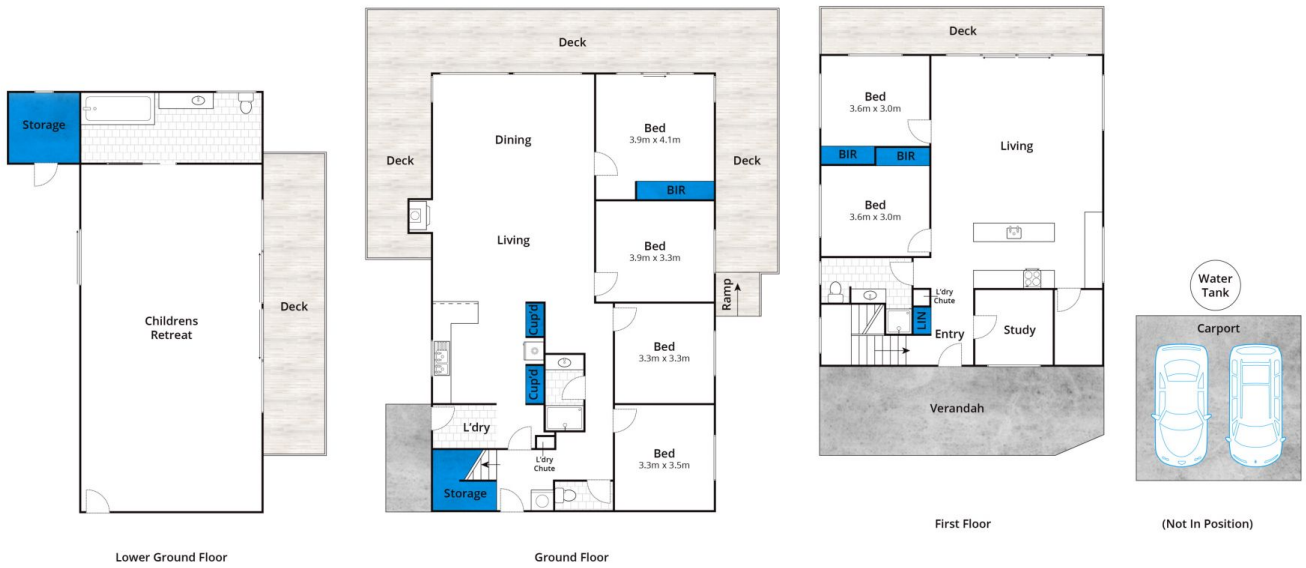 Storage
Childrens
Retreat
Deck
Lower Ground Floor
Deck
Deck
Deck
Dining
Bed
3.9m x 4.1m
BIR
Living
Bed
3.9m x 3.3m
Ramp
Cup'd
Cup'd
Bed
3.3m x 3.3m
L'dry
L'dry
Chute
Bed
3.3m x 3.5m
Storage
Ground Floor
Deck
Bed
3.6m x 3.0m
Living
BIR
BIR
Bed
3.6m x 3.0m
L'dry
Chute
LIN
Entry
Study
Verandah
First Floor
Water
Tank
Carport
(Not In Position)